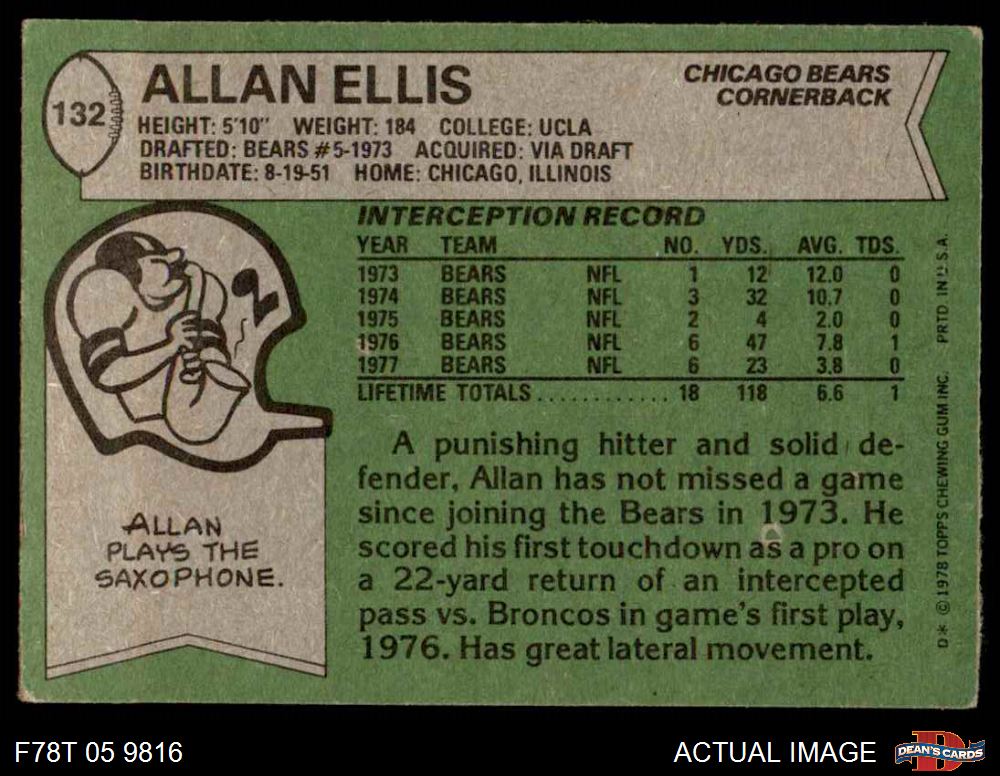 132
ALLAN ELLIS
CHICAGO BEARS
CORNERBACK
HEIGHT: 5'10" WEIGHT: 184 COLLEGE: UCLA
DRAFTED: BEARS #5-1973 ACQUIRED: VIA DRAFT
BIRTHDATE: 8-19-51 HOME: CHICAGO, ILLINOIS
INTERCEPTION RECORD
YEAR TEAM NO. YDS. AVG. TDS.
1973 BEARS NFL 1 12 12.0 0
1974 BEARS NFL 3 32 10.7 0
1975 BEARS NFL 2 4 2.0 0
1976 BEARS NFL 6 47 7.8 1
1977 BEARS NFL 6 23 3.8 0
LIFETIME TOTALS............ 18 118 6.6 1
A punishing hitter and solid de-
fender, Allan has not missed a game
since joining the Bears in 1973. He
scored his first touchdown as a pro on
a 22-yard return of an intercepted
pass vs. Broncos in game's first play,
1976. Has great lateral movement.
ALLAN
PLAYS THE
SAXOPHONE.
D* © 1978 TOPPS CHEWING GUM INC. PRTD IN U.S.A.
F78T 05 9816
ACTUAL IMAGE
DEAN'S CARDS